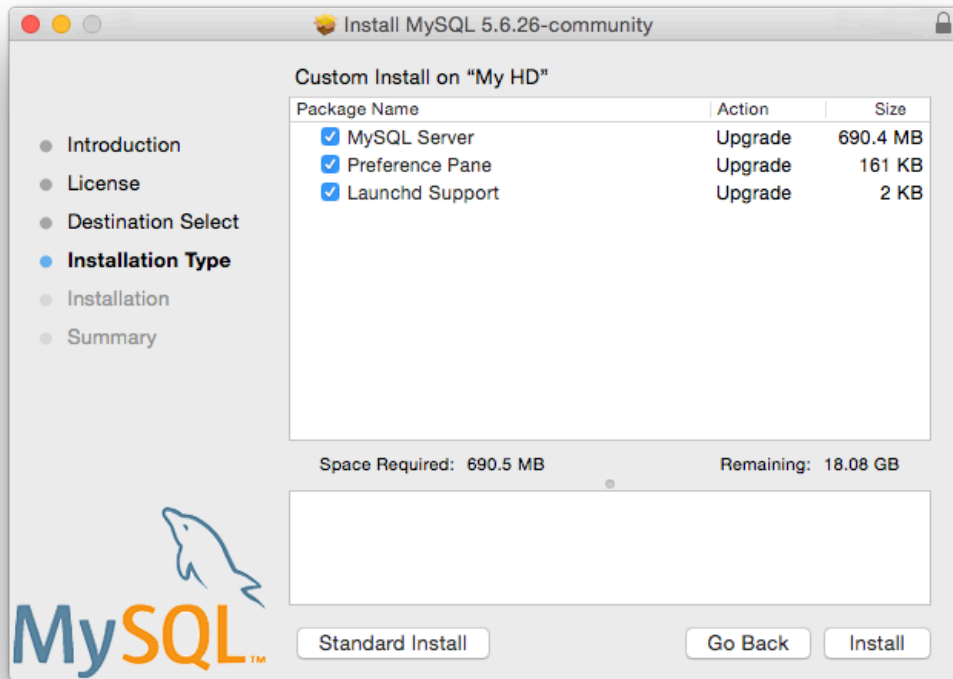 Install MySQL 5.6.26-community
Custom Install on “My HD”
Package Name Action Size
MySQL Server Upgrade 690.4 MB
Preference Pane Upgrade 161 KB
Launchd Support Upgrade 2 KB
Introduction
License
Destination Select
Installation Type
Installation
Summary
Space Required: 690.5 MB Remaining: 18.08 GB
MySQL™
Standard Install Go Back Install